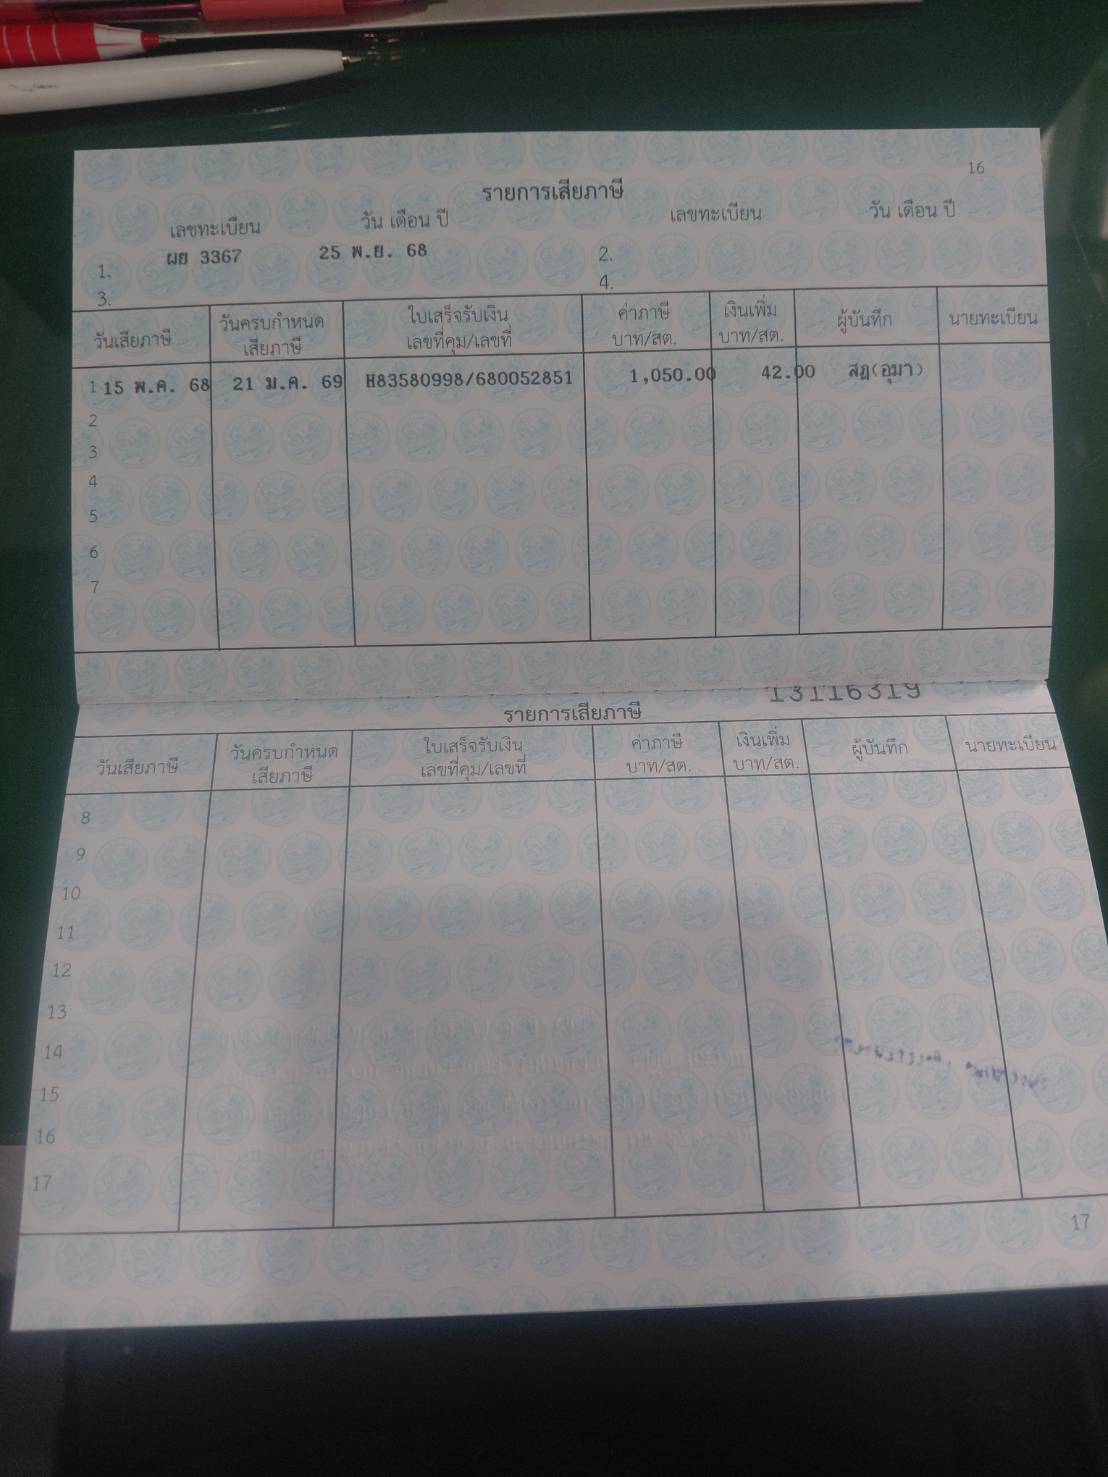 16
รายการเสียภาษี
เลขทะเบียน วัน เดือน ปี เลขทะเบียน วัน เดือน ปี
1. ผย 3367 25 พ.ย. 68 2.
3. 4.
วันเสียภาษี วันครบกำหนดเสียภาษี ใบเสร็จรับเงิน เลขที่คุม/เลขที่ ค่าภาษี บาท/สต. เงินเพิ่ม บาท/สต. ผู้บันทึก นายทะเบียน
1 15 พ.ค. 68 21 ม.ค. 69 H83580998/680052851 1,050.00 42.00 สฎ(อุมา)
2
3
4
5
6
7
13116319
รายการเสียภาษี
วันเสียภาษี วันครบกำหนดเสียภาษี ใบเสร็จรับเงิน เลขที่คุม/เลขที่ ค่าภาษี บาท/สต. เงินเพิ่ม บาท/สต. ผู้บันทึก นายทะเบียน
8
9
10
11
12
13
14
15
16
17
17